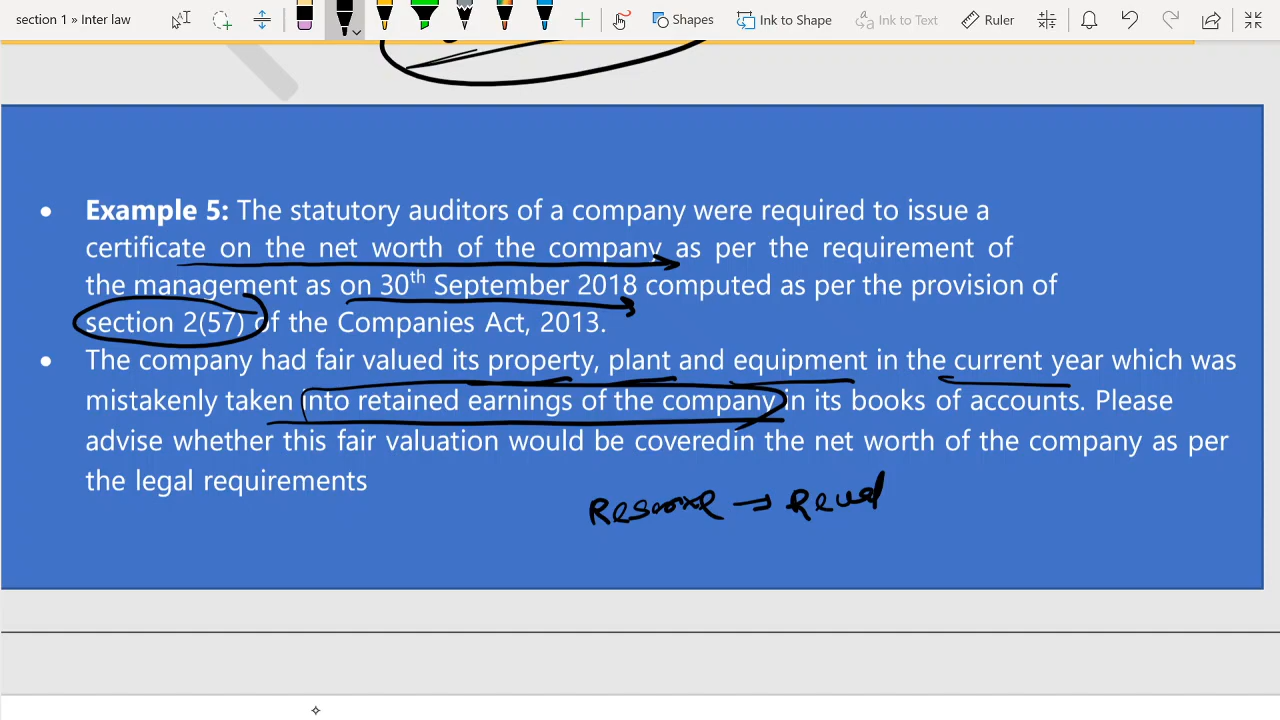 section 1 » Inter law
Shapes
Ink to Shape
Ink to Text
Ruler
Example 5: The statutory auditors of a company were required to issue a
certificate on the net worth of the company as per the requirement of
the management as on 30th September 2018 computed as per the provision of
section 2(57) of the Companies Act, 2013.
The company had fair valued its property, plant and equipment in the current year which was
mistakenly taken into retained earnings of the company in its books of accounts. Please
advise whether this fair valuation would be coveredin the net worth of the company as per
the legal requirements